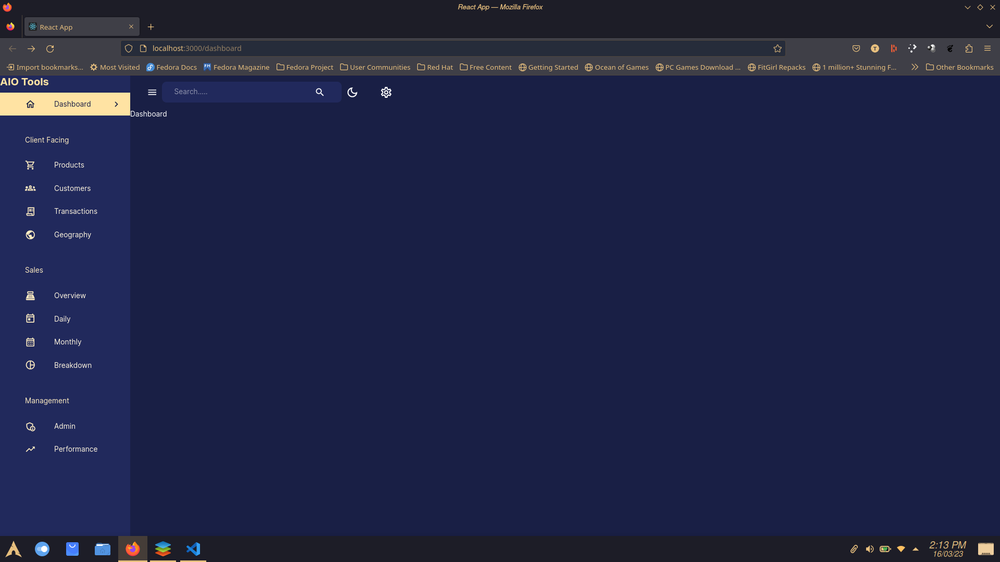 React App — Mozilla Firefox
React App
localhost:3000/dashboard
Import bookmarks... Most Visited Fedora Docs Fedora Magazine Fedora Project User Communities Red Hat Free Content Getting Started Ocean of Games PC Games Download ... FitGirl Repacks 1 million+ Stunning F... Other Bookmarks
AIO Tools
Search.....
Dashboard
Dashboard
Client Facing
Products
Customers
Transactions
Geography
Sales
Overview
Daily
Monthly
Breakdown
Management
Admin
Performance
2:13 PM
16/03/23